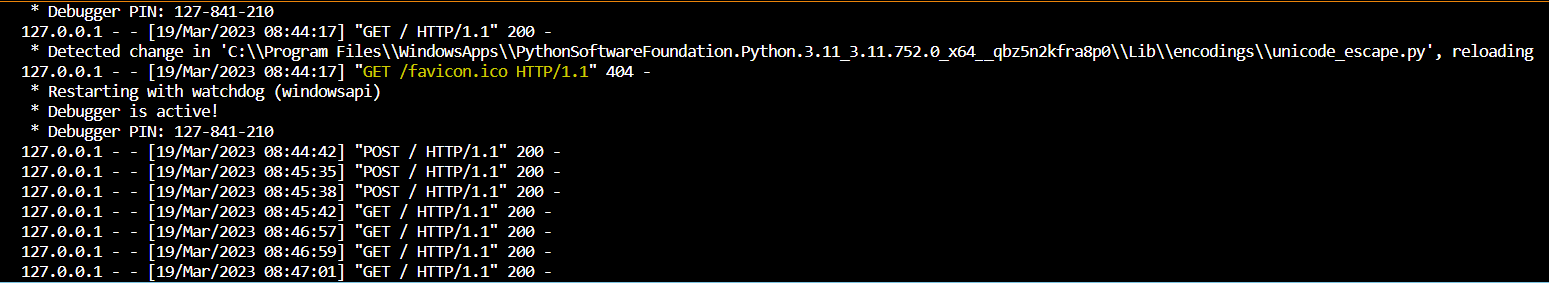 * Debugger PIN: 127-841-210
127.0.0.1 - - [19/Mar/2023 08:44:17] "GET / HTTP/1.1" 200 -
* Detected change in 'C:\\Program Files\\WindowsApps\\PythonSoftwareFoundation.Python.3.11_3.11.752.0_x64__qbz5n2kfra8p0\\Lib\\encodings\\unicode_escape.py', reloading
127.0.0.1 - - [19/Mar/2023 08:44:17] "GET /favicon.ico HTTP/1.1" 404 -
* Restarting with watchdog (windowsapi)
* Debugger is active!
* Debugger PIN: 127-841-210
127.0.0.1 - - [19/Mar/2023 08:44:42] "POST / HTTP/1.1" 200 -
127.0.0.1 - - [19/Mar/2023 08:45:35] "POST / HTTP/1.1" 200 -
127.0.0.1 - - [19/Mar/2023 08:45:38] "POST / HTTP/1.1" 200 -
127.0.0.1 - - [19/Mar/2023 08:45:42] "GET / HTTP/1.1" 200 -
127.0.0.1 - - [19/Mar/2023 08:46:57] "GET / HTTP/1.1" 200 -
127.0.0.1 - - [19/Mar/2023 08:46:59] "GET / HTTP/1.1" 200 -
127.0.0.1 - - [19/Mar/2023 08:47:01] "GET / HTTP/1.1" 200 -